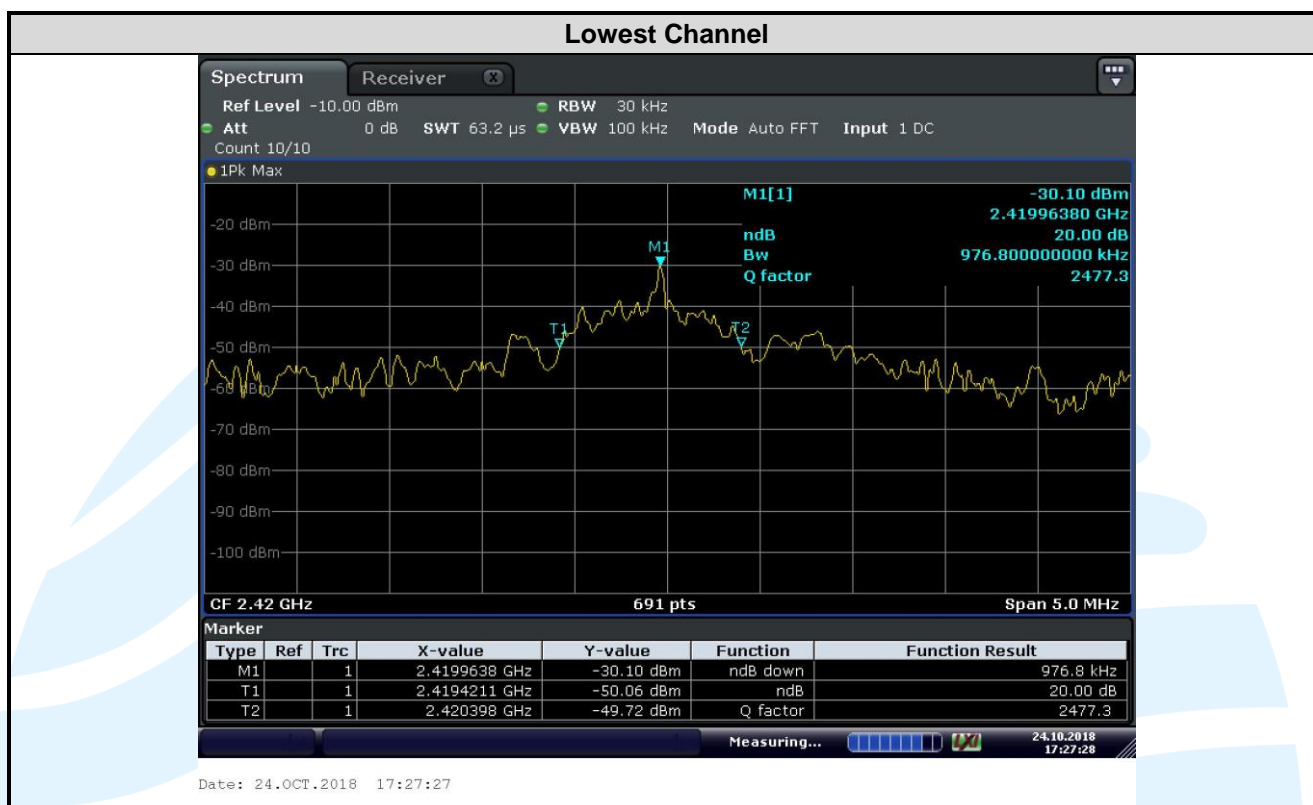 Lowest Channel
Spectrum Receiver X
Ref Level -10.00 dBm RBW 30 kHz
Att 0 dB SWT 63.2 µs VBW 100 kHz Mode Auto FFT Input 1 DC
Count 10/10
1Pk Max
M1[1] -30.10 dBm
2.41996380 GHz
-20 dBm
ndB 20.00 dB
M1
Bw 976.800000000 kHz
-30 dBm
Q factor 2477.3
-40 dBm
T1 T2
-50 dBm
-60 dBm
-70 dBm
-80 dBm
-90 dBm
-100 dBm
CF 2.42 GHz 691 pts Span 5.0 MHz
Marker
Type Ref Trc X-value Y-value Function Function Result
M1 1 2.4199638 GHz -30.10 dBm ndB down 976.8 kHz
T1 1 2.4194211 GHz -50.06 dBm ndB 20.00 dB
T2 1 2.420398 GHz -49.72 dBm Q factor 2477.3
Measuring... LXI 24.10.2018
17:27:28
Date: 24.OCT.2018 17:27:27